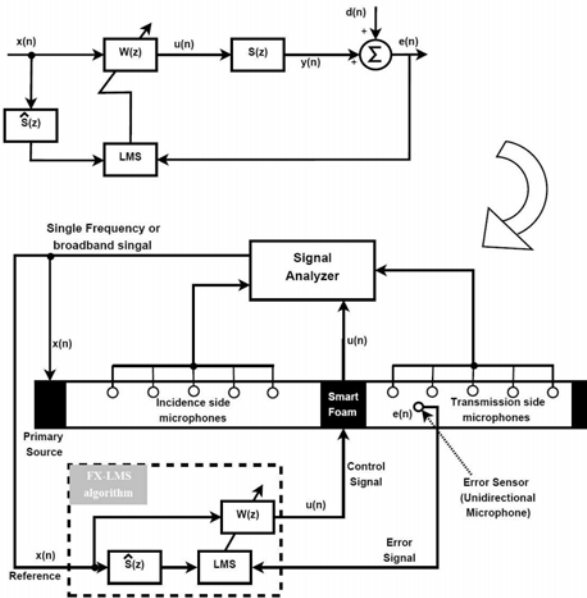 d(n)
x(n)
W(z)
u(n)
S(z)
y(n)
+
+
Σ
e(n)
^
S(z)
LMS
Single Frequency or
broadband singal
Signal
Analyzer
x(n)
u(n)
Incidence side
microphones
Smart
Foam
Transmission side
microphones
e(n)
Primary
Source
FX-LMS
algorithm
Control
Signal
Error Sensor
(Unidirectional
Microphone)
W(z)
u(n)
x(n)
Reference
^
S(z)
LMS
Error
Signal